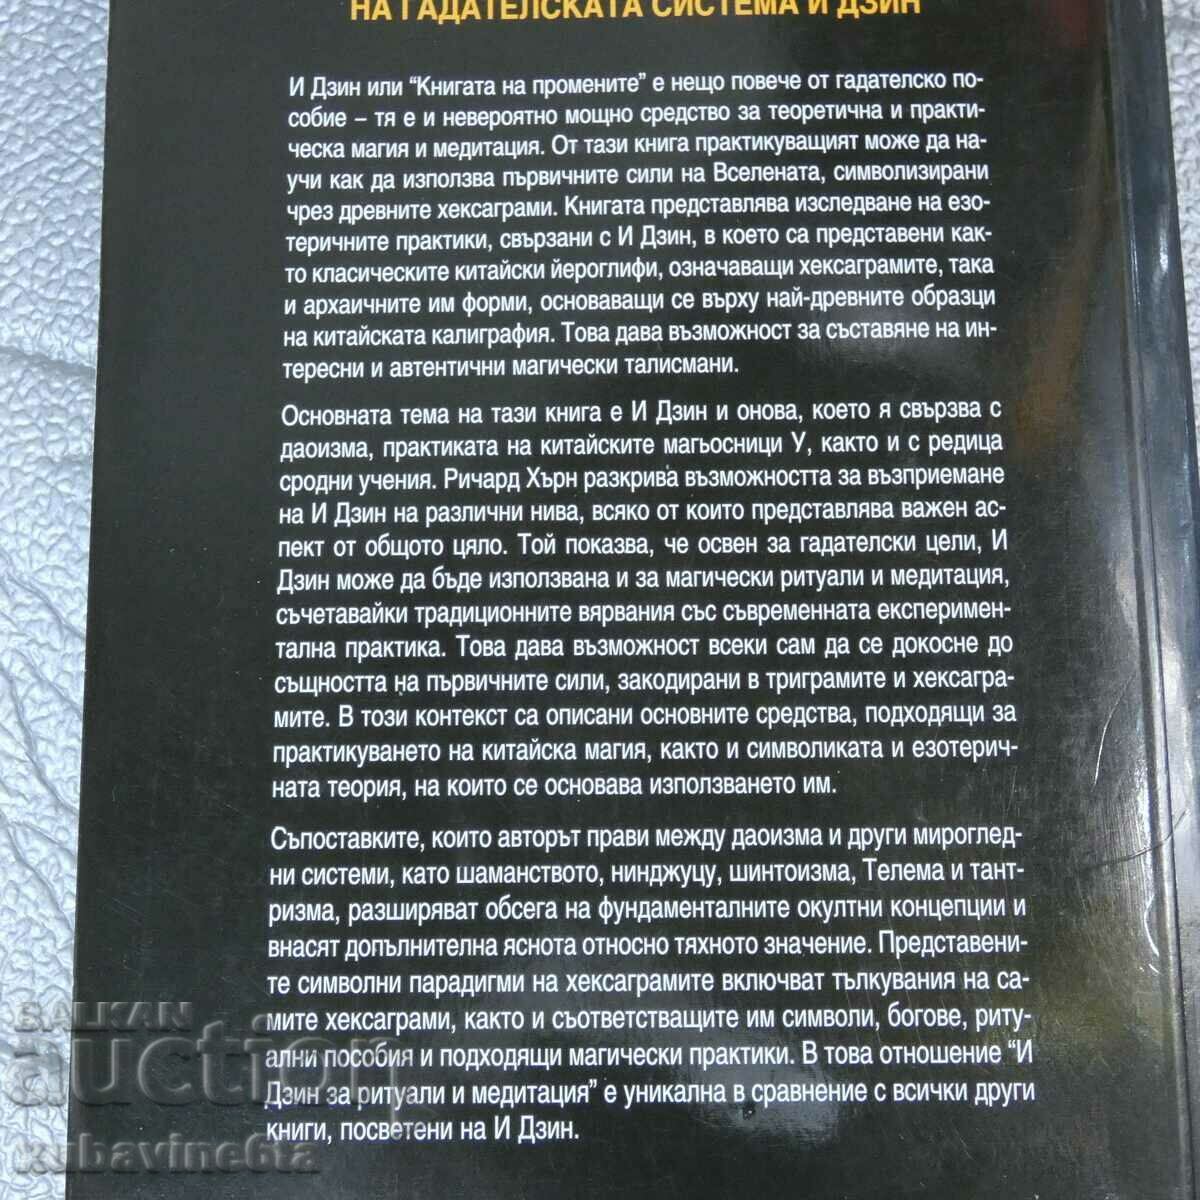 НА ГАДАТЕЛСКАТА СИСТЕМА И ДЗИН
И Дзин или “Книгата на промените” е нещо повече от гадателско по-
собие – тя е и невероятно мощно средство за теоретична и практи-
ческа магия и медитация. От тази книга практикуващият може да на-
учи как да използва първичните сили на Вселената, символизирани
чрез древните хексаграми. Книгата представлява изследване на езо-
теричните практики, свързани с И Дзин, в което са представени как-
то класическите китайски йероглифи, означаващи хексаграмите, така
и архаичните им форми, основаващи се върху най-древните образци
на китайската калиграфия. Това дава възможност за съставяне на ин-
тересни и автентични магически талисмани.
Основната тема на тази книга е И Дзин и онова, което я свързва с
даоизма, практиката на китайските магьосници У, както и с редица
сродни учения. Ричард Хърн разкрива възможността за възприемане
на И Дзин на различни нива, всяко от които представлява важен ас-
пект от общото цяло. Той показва, че освен за гадателски цели, И
Дзин може да бъде използвана и за магически ритуали и медитация,
съчетавайки традиционните вярвания със съвременната експеримен-
тална практика. Това дава възможност всеки сам да се докосне до
същността на първичните сили, закодирани в триграмите и хексагра-
мите. В този контекст са описани основните средства, подходящи за
практикуването на китайска магия, както и символиката и езотерич-
ната теория, на които се основава използването им.
Съпоставките, които авторът прави между даоизма и други мироглед-
ни системи, като шаманството, нинджуцу, шинтоизма, Телема и тант-
ризма, разширяват обсега на фундаменталните окултни концепции и
внасят допълнителна яснота относно тяхното значение. Представени-
те символни парадигми на хексаграмите включват тълкувания на са-
мите хексаграми, както и съответстващите им символи, богове, риту-
ални пособия и подходящи магически практики. В това отношение “И
Дзин за ритуали и медитация” е уникална в сравнение с всички други
книги, посветени на И Дзин.
BALKAN
auction
xubavine6ta